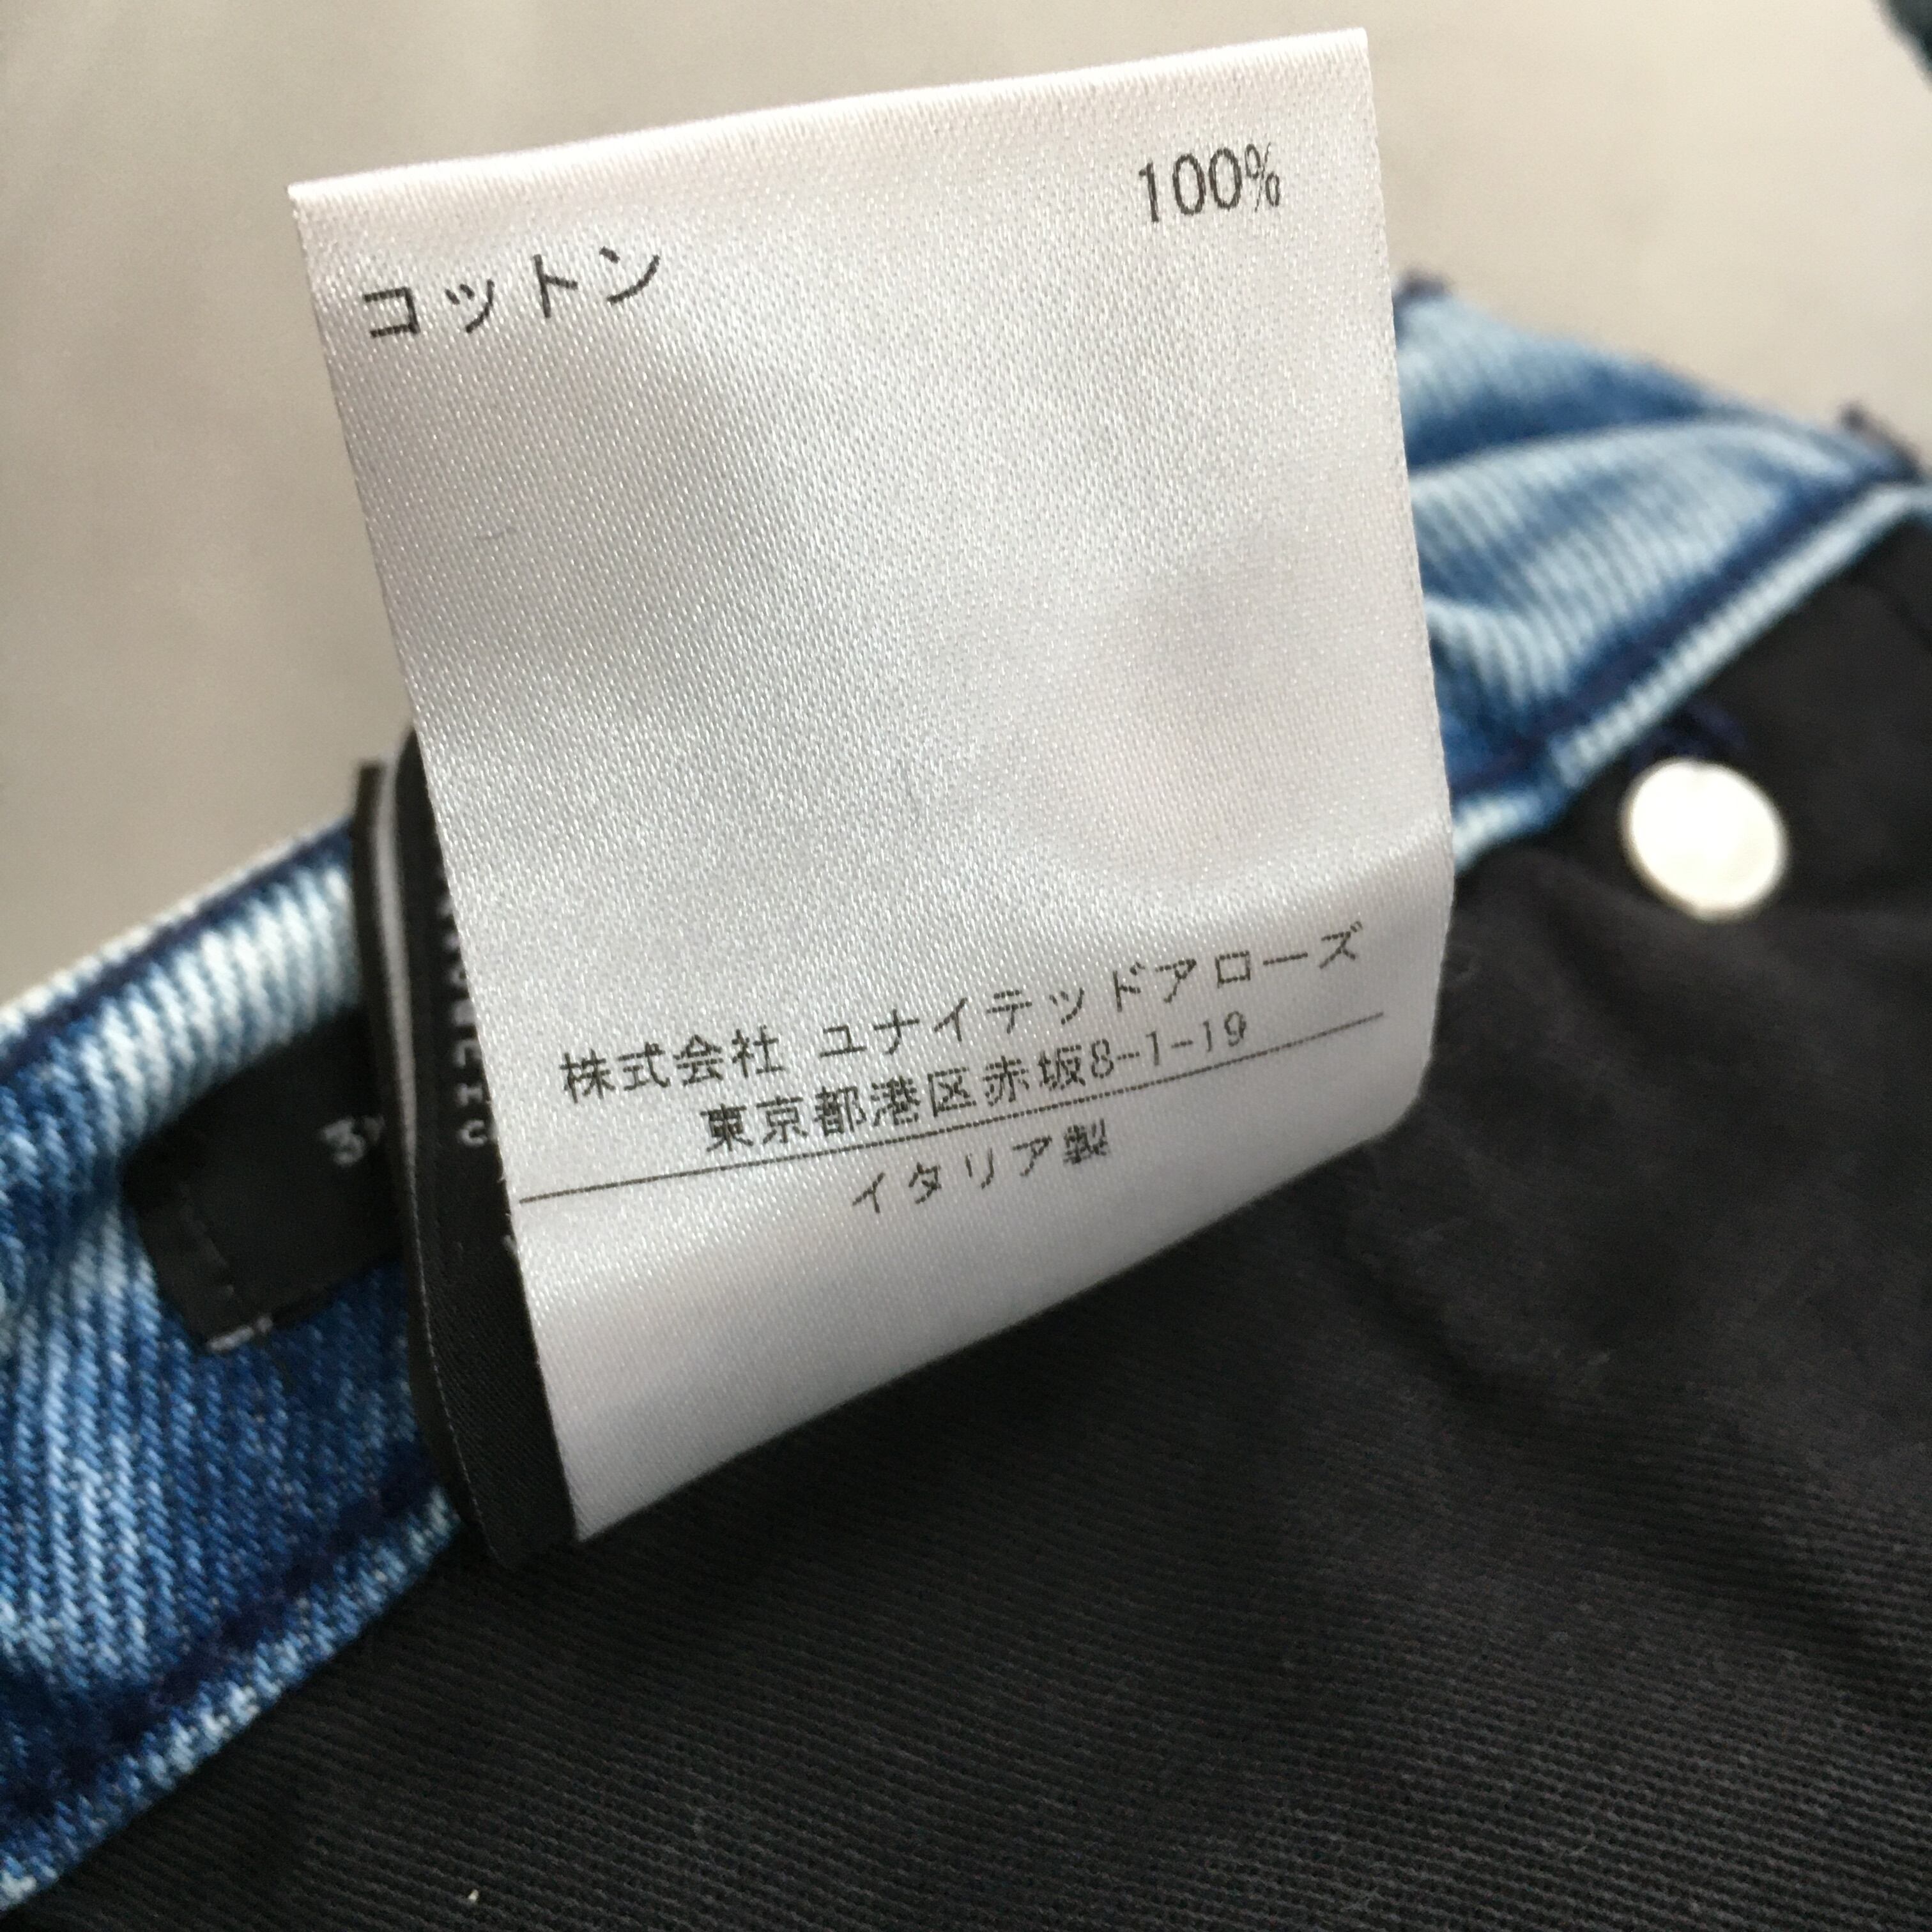 コットン 100%
株式会社 ユナイテッドアローズ
東京都港区赤坂8-1-19
イタリア製